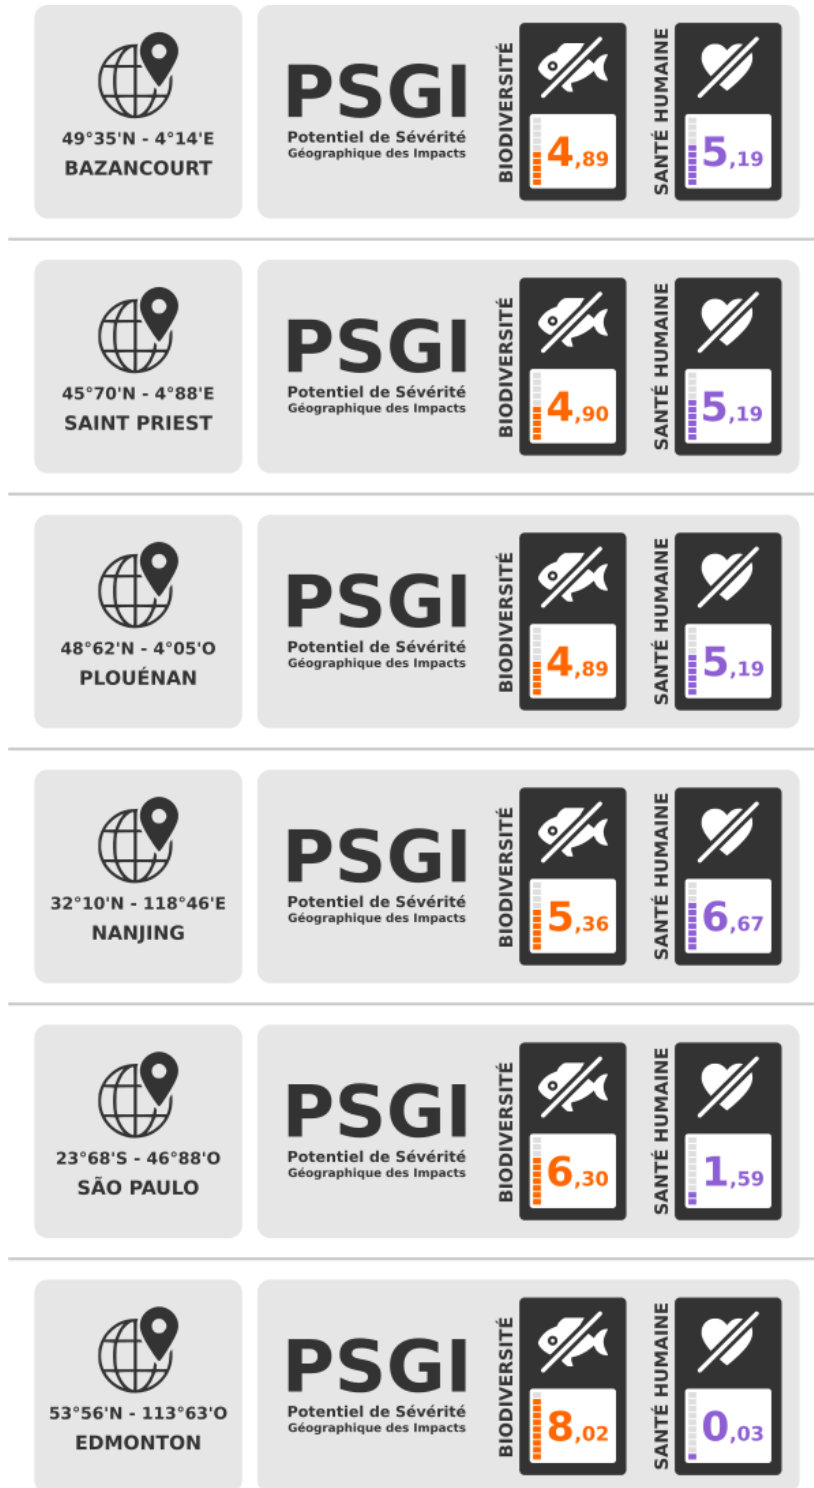 49°35'N - 4°14'E
BAZANCOURT
PSGI
Potentiel de Sévérité
Géographique des Impacts
BIODIVERSITÉ
4,89
SANTÉ HUMAINE
5,19
45°70'N - 4°88'E
SAINT PRIEST
PSGI
Potentiel de Sévérité
Géographique des Impacts
BIODIVERSITÉ
4,90
SANTÉ HUMAINE
5,19
48°62'N - 4°05'O
PLOUÉNAN
PSGI
Potentiel de Sévérité
Géographique des Impacts
BIODIVERSITÉ
4,89
SANTÉ HUMAINE
5,19
32°10'N - 118°46'E
NANJING
PSGI
Potentiel de Sévérité
Géographique des Impacts
BIODIVERSITÉ
5,36
SANTÉ HUMAINE
6,67
23°68'S - 46°88'O
SÃO PAULO
PSGI
Potentiel de Sévérité
Géographique des Impacts
BIODIVERSITÉ
6,30
SANTÉ HUMAINE
1,59
53°56'N - 113°63'O
EDMONTON
PSGI
Potentiel de Sévérité
Géographique des Impacts
BIODIVERSITÉ
8,02
SANTÉ HUMAINE
0,03